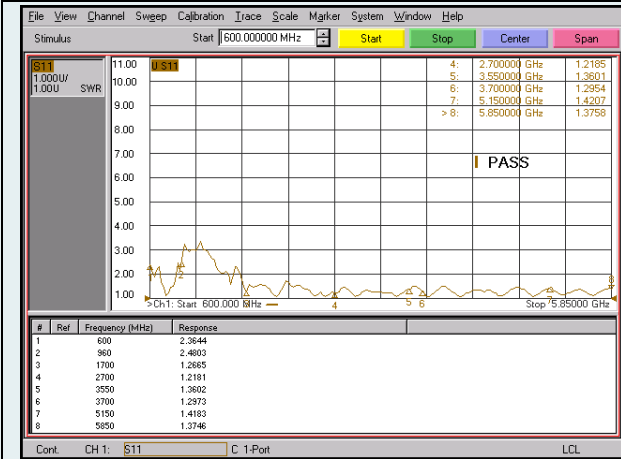 File View Channel Sweep Calibration Trace Scale Marker System Window Help
Stimulus Start 600.000000 MHz Start Stop Center Span
S11
1.000U/
1.00U SWR
11.00
10.00
9.00
8.00
7.00
6.00
5.00
4.00
3.00
2.00
1.00
U S11
4: 2.700000 GHz 1.2185
5: 3.550000 GHz 1.3601
6: 3.700000 GHz 1.2954
7: 5.150000 GHz 1.4207
> 8: 5.850000 GHz 1.3758
PASS
2
4
5 6
8
>Ch1: Start 600.000 MHz Stop 5.85000 GHz
# Ref Frequency (MHz) Response
1 600 2.3644
2 960 2.4803
3 1700 1.2665
4 2700 1.2181
5 3550 1.3602
6 3700 1.2973
7 5150 1.4183
8 5850 1.3746
Cont. CH 1: S11 C 1-Port LCL